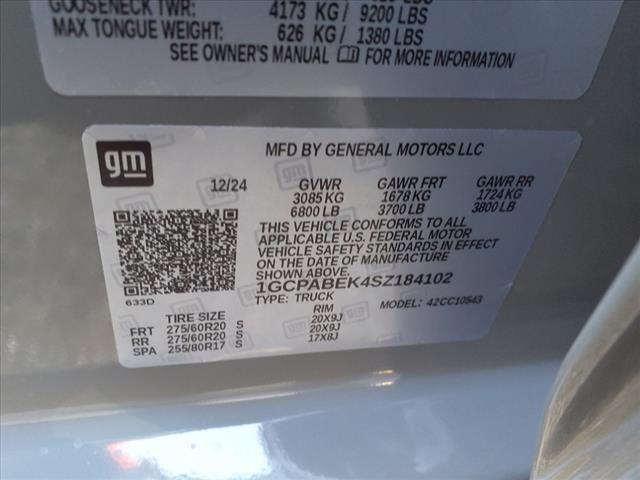 GOOSENECK TWR: 4173 KG/ 9200 LBS
MAX TONGUE WEIGHT: 626 KG/ 1380 LBS
SEE OWNER'S MANUAL FOR MORE INFORMATION
gm
MFD BY GENERAL MOTORS LLC
12/24 GVWR GAWR FRT GAWR RR
3085KG 1678 KG 1724 KG
6800 LB 3700 LB 3800 LB
THIS VEHICLE CONFORMS TO ALL
APPLICABLE U.S. FEDERAL MOTOR
VEHICLE SAFETY STANDARDS IN EFFECT
ON THE DATE OF MANUFACTURE
SHOWN ABOVE.
1GCPABEK4SZ184102
633D
TYPE: TRUCK MODEL: 42CC10543
TIRE SIZE RIM
FRT 275/60R20 S 20X9J
RR 275/60R20 S 20X9J
SPA 255/80R17 S 17X8J